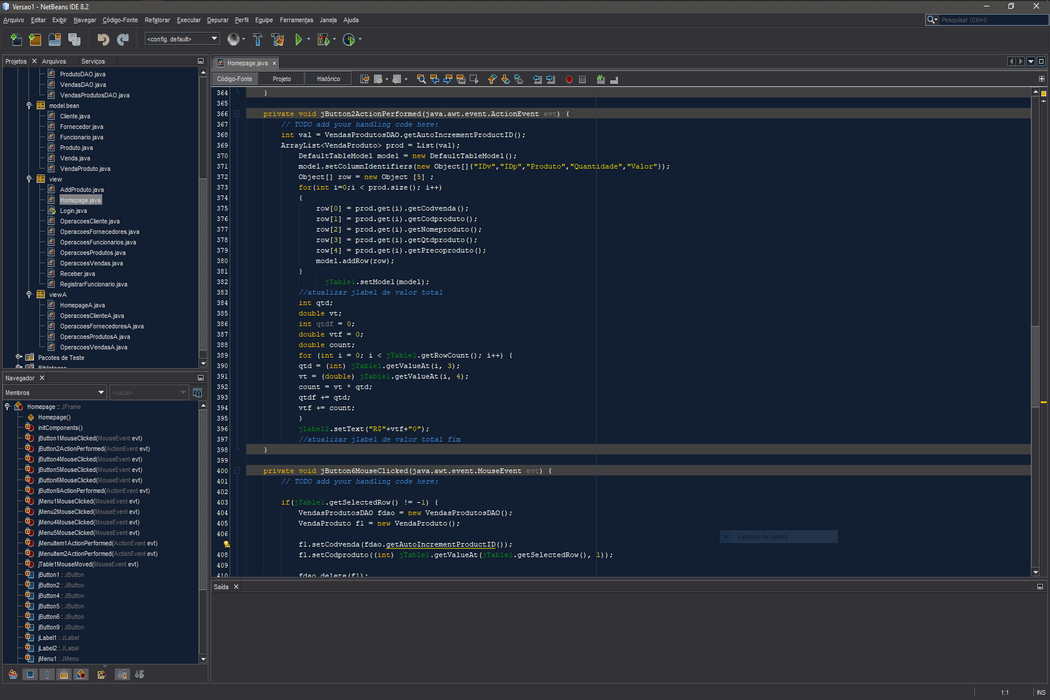 Versao1 - NetBeans IDE 8.2
Arquivo Editar Exibir Navegar Código-Fonte Refatorar Executar Depurar Perfil Equipe Ferramentas Janela Ajuda
Pesquisar (Ctrl+I)
<config. default>
Projetos Arquivos Serviços
ProdutoDAO.java
VendasDAO.java
VendasProdutosDAO.java
model.bean
Cliente.java
Fornecedor.java
Funcionario.java
Produto.java
Venda.java
VendaProduto.java
view
AddProduto.java
Homepage.java
Login.java
OperacoesCliente.java
OperacoesFornecedores.java
OperacoesFuncionarios.java
OperacoesProdutos.java
OperacoesVendas.java
Receber.java
RegistrarFuncionario.java
viewA
HomepageA.java
OperacoesClienteA.java
OperacoesFornecedoresA.java
OperacoesProdutosA.java
OperacoesVendasA.java
Pacotes de Teste
Bibliotecas
Navegador
Membros <vazio>
Homepage :: JFrame
Homepage()
initComponents()
jButton1MouseClicked(MouseEvent evt)
jButton2ActionPerformed(ActionEvent evt)
jButton4MouseClicked(MouseEvent evt)
jButton5MouseClicked(MouseEvent evt)
jButton6MouseClicked(MouseEvent evt)
jButton9ActionPerformed(ActionEvent evt)
jMenu1MouseClicked(MouseEvent evt)
jMenu2MouseClicked(MouseEvent evt)
jMenu4MouseClicked(MouseEvent evt)
jMenu5MouseClicked(MouseEvent evt)
jMenuItem1ActionPerformed(ActionEvent evt)
jMenuItem2ActionPerformed(ActionEvent evt)
jTable1MouseMoved(MouseEvent evt)
jButton1 : JButton
jButton2 : JButton
jButton4 : JButton
jButton5 : JButton
jButton6 : JButton
jButton9 : JButton
jLabel1 : JLabel
jLabel2 : JLabel
jMenu1 : JMenu
Homepage.java
Código-Fonte Projeto Histórico
364 }
365
366 private void jButton2ActionPerformed(java.awt.event.ActionEvent evt) {
367 // TODO add your handling code here:
368 int val = VendasProdutosDAO.getAutoIncrementProductID();
369 ArrayList<VendaProduto> prod = List(val);
370 DefaultTableModel model = new DefaultTableModel();
371 model.setColumnIdentifiers(new Object[]{"IDv","IDp","Produto","Quantidade","Valor"});
372 Object[] row = new Object [5] ;
373 for(int i=0;i < prod.size(); i++)
374 {
375 row[0] = prod.get(i).getCodvenda();
376 row[1] = prod.get(i).getCodproduto();
377 row[2] = prod.get(i).getNomeproduto();
378 row[3] = prod.get(i).getQtdproduto();
379 row[4] = prod.get(i).getPrecoproduto();
380 model.addRow(row);
381 }
382 jTable1.setModel(model);
383 //atualizar jlabel de valor total
384 int qtd;
385 double vt;
386 int qtdf = 0;
387 double vtf = 0;
388 double count;
389 for (int i = 0; i < jTable1.getRowCount(); i++) {
390 qtd = (int) jTable1.getValueAt(i, 3);
391 vt = (double) jTable1.getValueAt(i, 4);
392 count = vt * qtd;
393 qtdf += qtd;
394 vtf += count;
395 }
396 jLabel2.setText("R$"+vtf+"0");
397 //atualizar jlabel de valor total fim
398 }
399
400 private void jButton6MouseClicked(java.awt.event.MouseEvent evt) {
401 // TODO add your handling code here:
402
403 if(jTable1.getSelectedRow() != -1) {
404 VendasProdutosDAO fdao = new VendasProdutosDAO();
405 VendaProduto fl = new VendaProduto();
406
fl.setCodvenda(fdao.getAutoIncrementProductID());
408 fl.setCodproduto((int) jTable1.getValueAt(jTable1.getSelectedRow(), 1));
409
410 fdao.delete(fl);
Captura de tela
Saída
1:1 INS